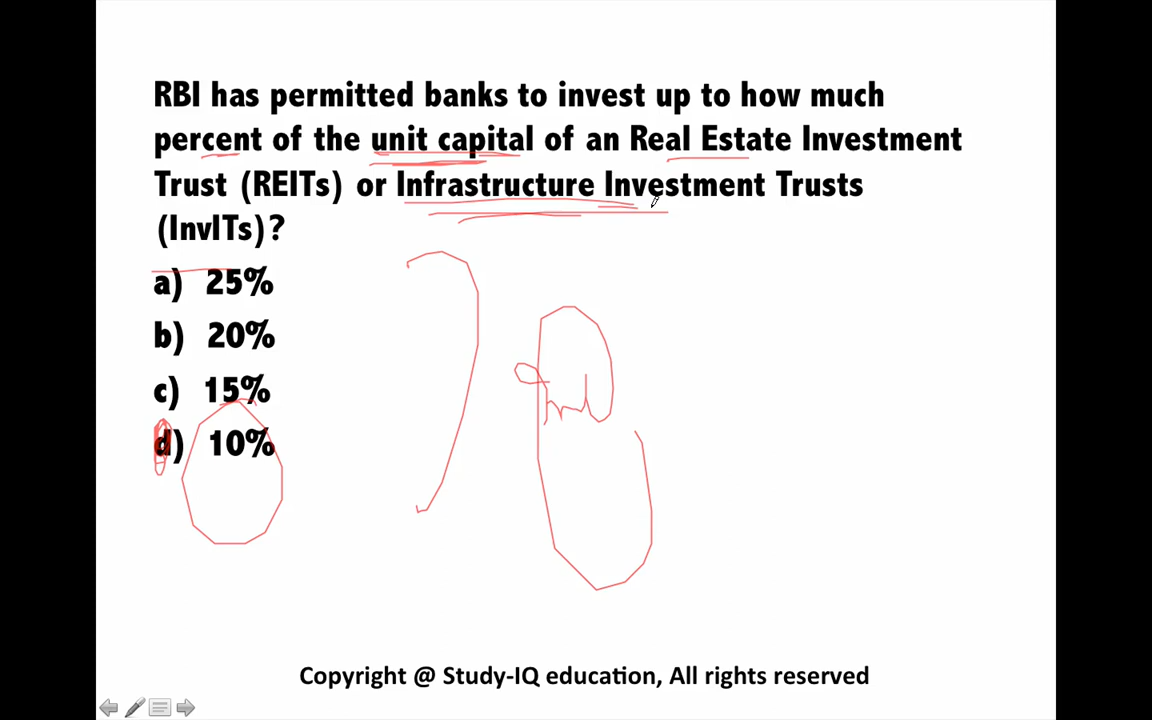 RBI has permitted banks to invest up to how much
percent of the unit capital of an Real Estate Investment
Trust (REITs) or Infrastructure Investment Trusts
(InvITs)?
a) 25%
b) 20%
c) 15%
d) 10%
Copyright @ Study-IQ education, All rights reserved